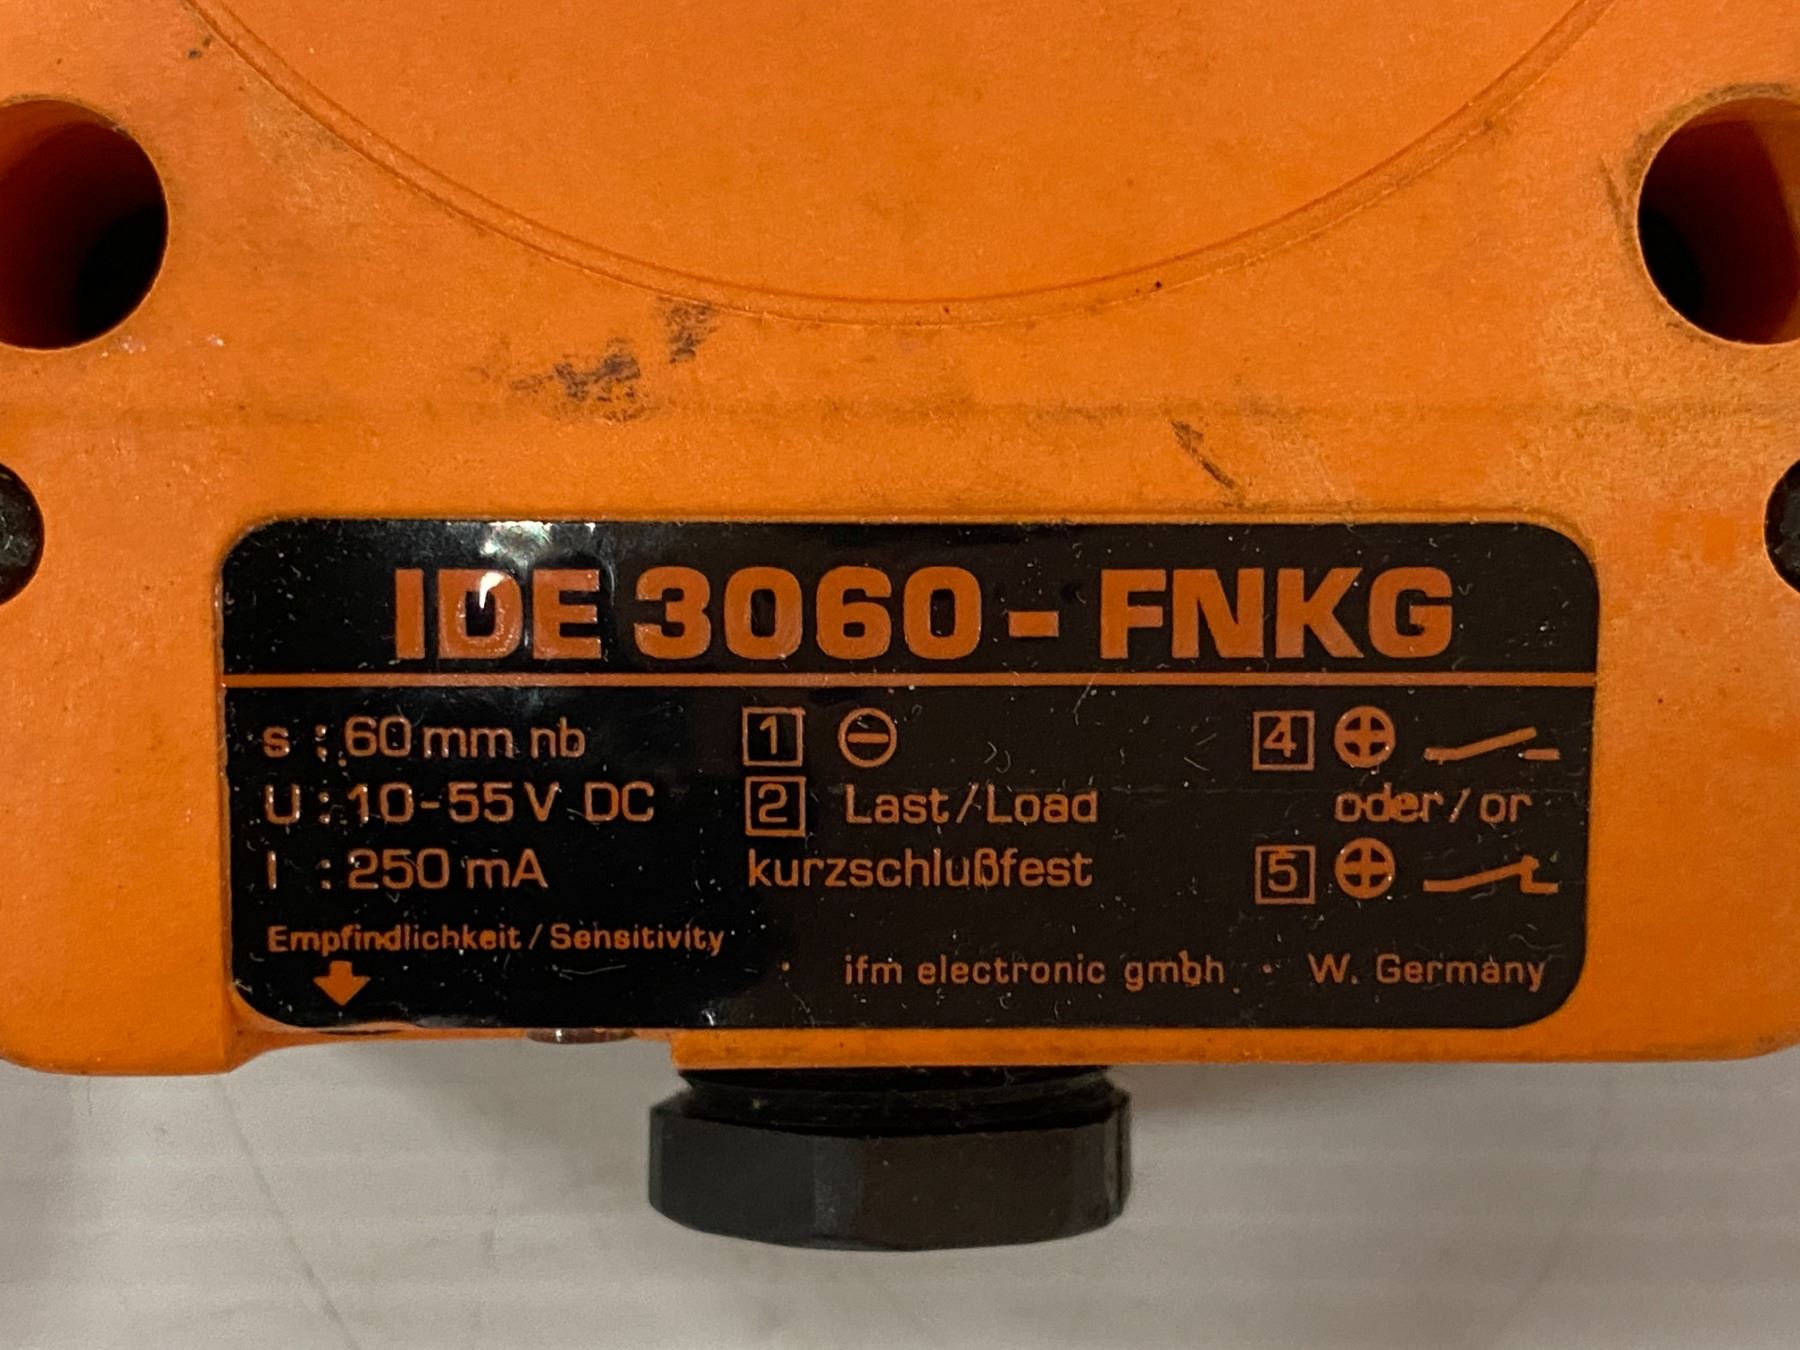 IDE 3060-FNKG
s : 60 mm nb
U : 10-55 V DC
I : 250 mA
Empfindlichkeit / Sensitivity
1
2 Last/Load
kurzschlußfest
4
oder/or
5
ifm electronic gmbh · W. Germany